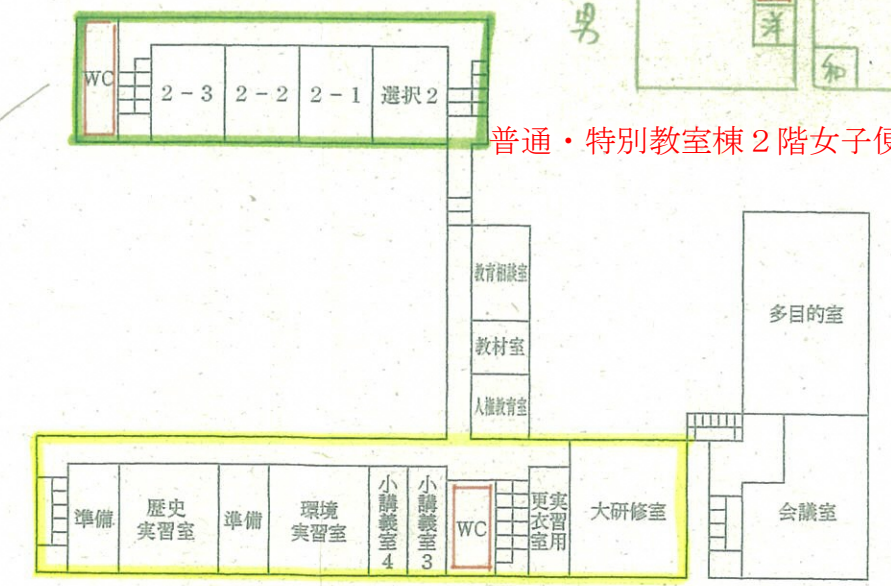 男
洋
和
WC
2-3
2-2
2-1
選択2
普通・特別教室棟2階女子便
教育相談室
教材室
人権教育室
多目的室
準備
歴史
実習室
準備
環境
実習室
小講義室4
小講義室3
WC
実習用
更衣室
大研修室
会議室